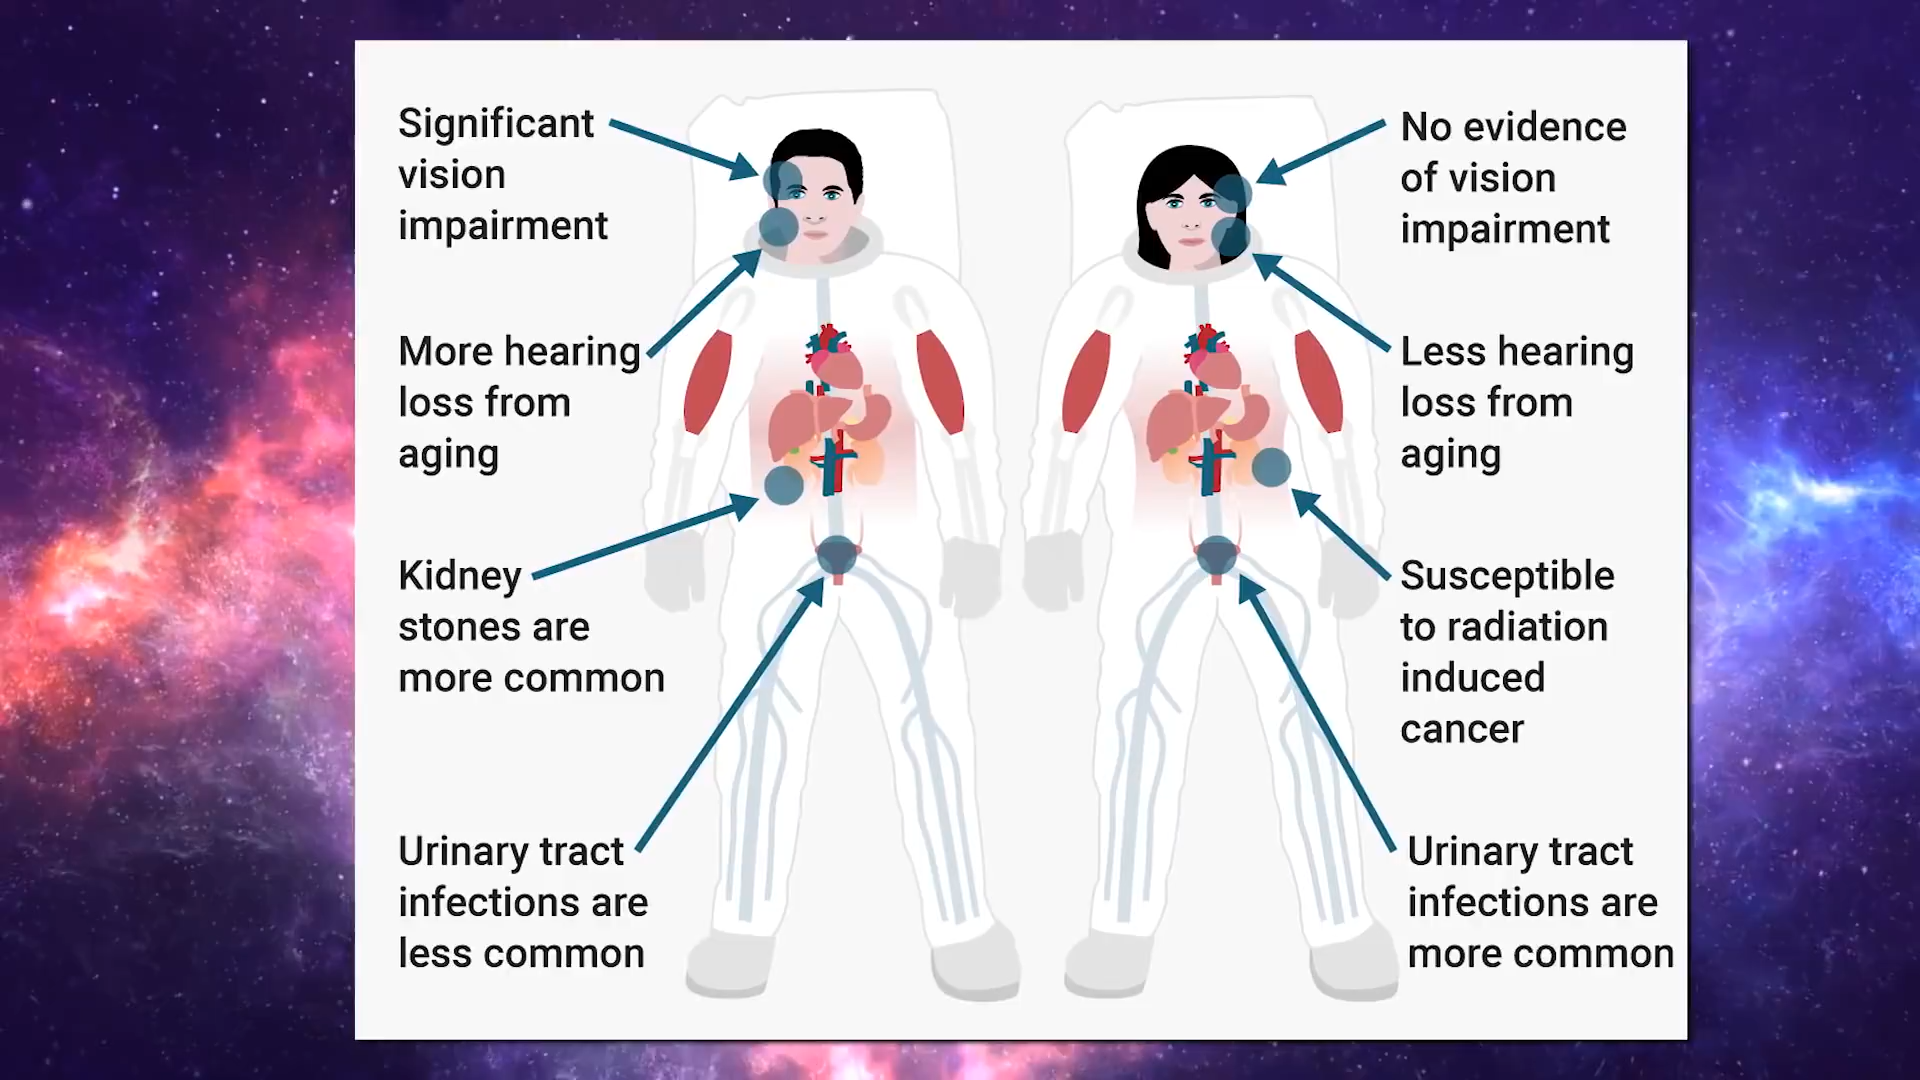 Significant
vision
impairment
More hearing
loss from
aging
Kidney
stones are
more common
Urinary tract
infections are
less common
No evidence
of vision
impairment
Less hearing
loss from
aging
Susceptible
to radiation
induced
cancer
Urinary tract
infections are
more common